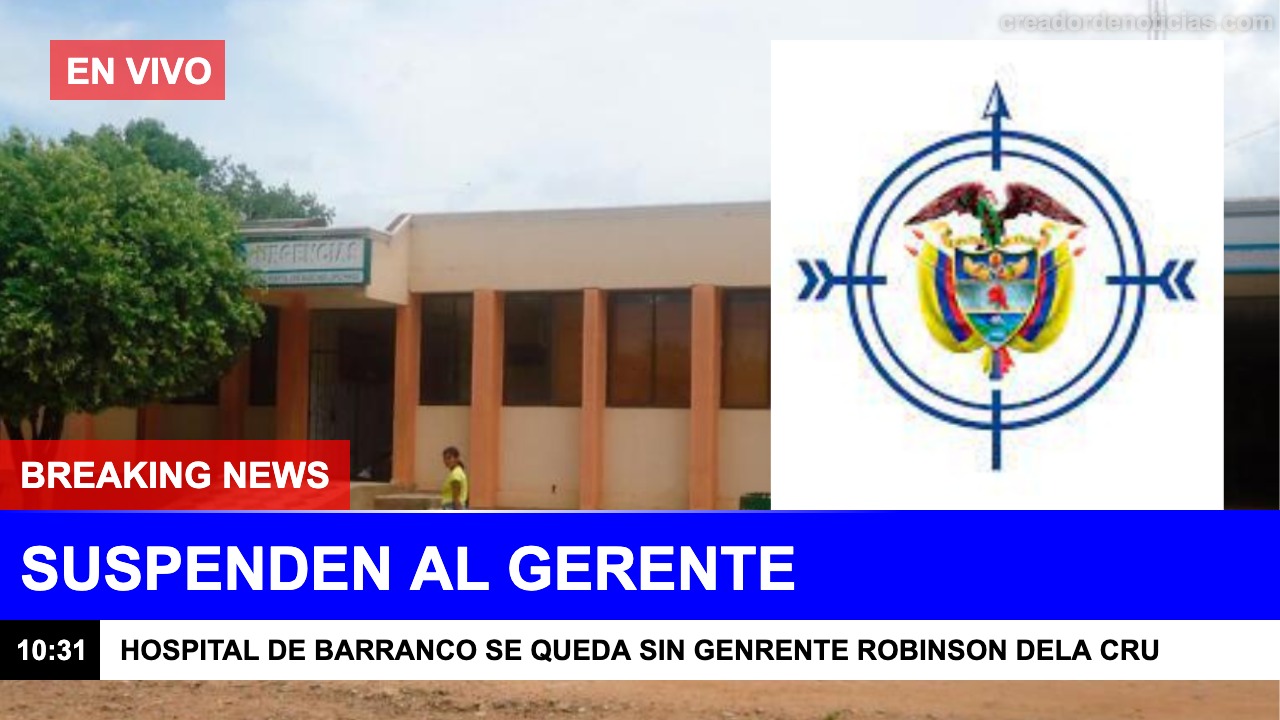 creadordenoticias.com
EN VIVO
URGENCIAS
BREAKING NEWS
SUSPENDEN AL GERENTE
10:31 HOSPITAL DE BARRANCO SE QUEDA SIN GENRENTE ROBINSON DELA CRU